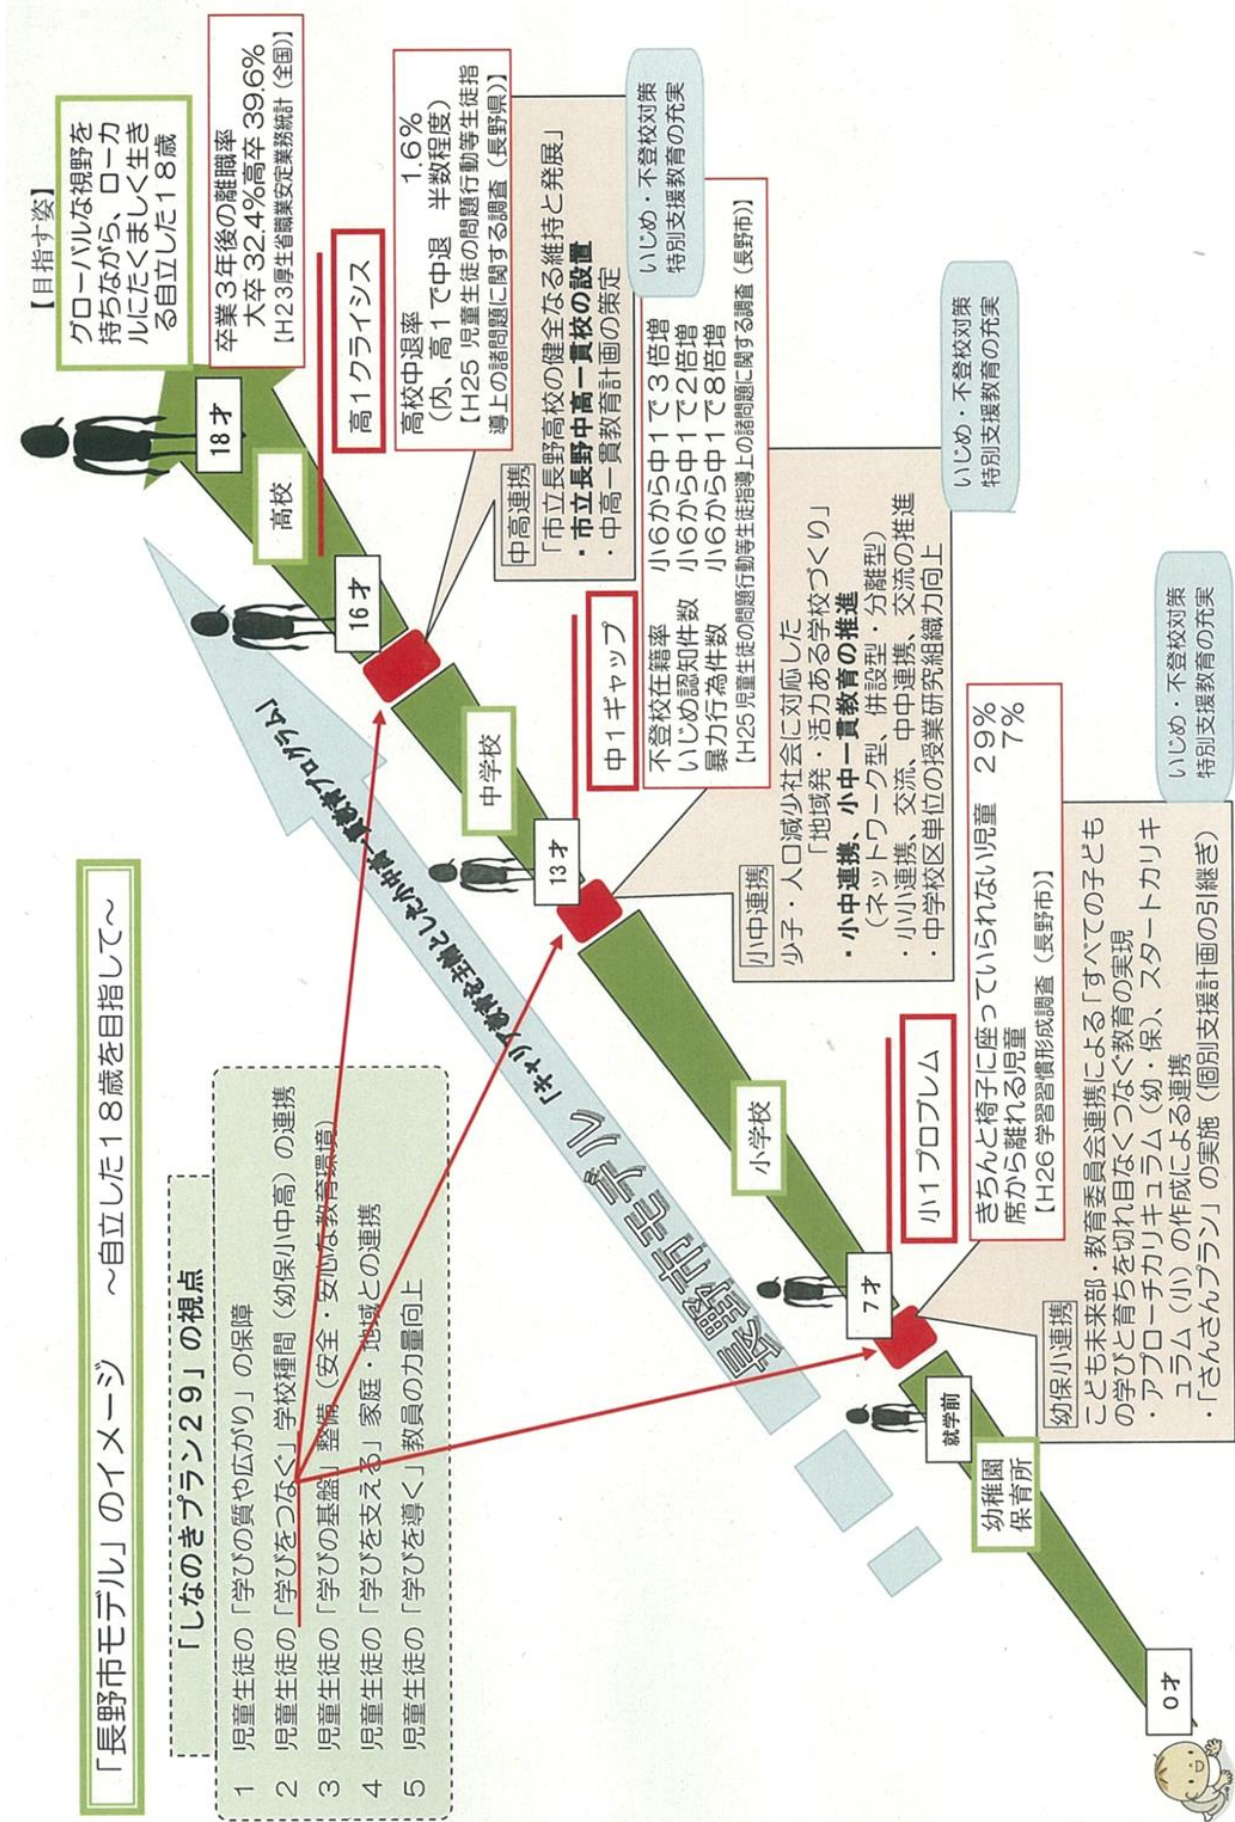 「長野市モデル」のイメージ　～自立した１８歳を目指して～
「しなのきプラン２９」の視点
１　児童生徒の「学びの質や広がり」の保障
２　児童生徒の「学びをつなぐ」学校種間（幼保小中高）の連携
３　児童生徒の「学びの基盤」整備（安全・安心な教育環境）
４　児童生徒の「学びを支える」家庭・地域との連携
５　児童生徒の「学びを導く」教員の力量向上
【目指す姿】
グローバルな視野を
持ちながら、ローカ
ルにたくましく生き
る自立した１８歳
卒業３年後の離職率
大卒 32.4%高卒 39.6%
【H23厚生省職業安定業務統計（全国）】
18才
高校
高１クライシス
高校中退率　　1.6%
（内、高１で中退　半数程度）
【H25 児童生徒の問題行動等生徒指
導上の諸問題に関する調査（長野県）】
16才
中高連携
「市立長野高校の健全なる維持と発展」
・市立長野中高一貫校の設置
・中高一貫教育計画の策定
いじめ・不登校対策
特別支援教育の充実
中学校
13才
中１ギャップ
不登校在籍率　小６から中１で３倍増
いじめ認知件数　小６から中１で２倍増
暴力行為件数　小６から中１で８倍増
【H25 児童生徒の問題行動等生徒指導上の諸問題に関する調査（長野市）】
小中連携
少子・人口減少社会に対応した
「地域発・活力ある学校づくり」
・小中連携、小中一貫教育の推進
（ネットワーク型、併設型・分離型）
・小小連携、交流、中中連携、交流の推進
・中学校区単位の授業研究組織力向上
いじめ・不登校対策
特別支援教育の充実
長野市モデル「キャリア教育を主軸とした小中高一貫教育プログラム」
小学校
7才
小１プロブレム
きちんと椅子に座っていられない児童　29%
席から離れる児童　7%
【H26 学習習慣形成調査（長野市）】
幼保小連携
こども未来部・教育委員会連携による「すべての子ども
の学びと育ちを切れ目なくつなぐ教育の実現
・アプローチカリキュラム（幼・保）、スタートカリキ
ュラム（小）の作成による連携
・「さんさんプラン」の実施（個別支援計画の引継ぎ）
いじめ・不登校対策
特別支援教育の充実
就学前
幼稚園
保育所
0才